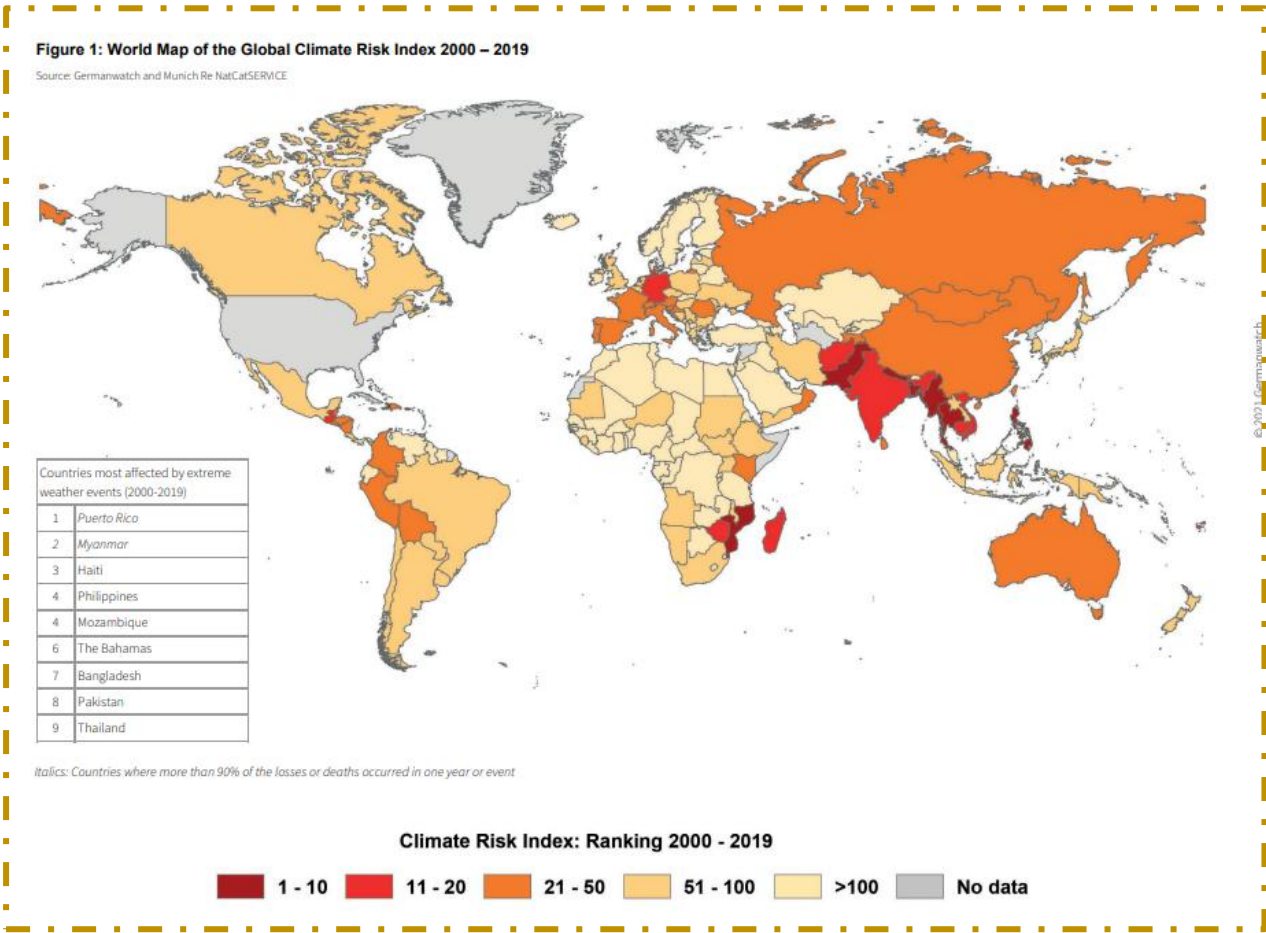 Figure 1: World Map of the Global Climate Risk Index 2000 – 2019
Source: Germanwatch and Munich Re NatCatSERVICE
© 2021 Germanwatch
Countries most affected by extreme
weather events (2000-2019)
1 Puerto Rico
2 Myanmar
3 Haiti
4 Philippines
4 Mozambique
6 The Bahamas
7 Bangladesh
8 Pakistan
9 Thailand
Italics: Countries where more than 90% of the losses or deaths occurred in one year or event
Climate Risk Index: Ranking 2000 - 2019
1 - 10 11 - 20 21 - 50 51 - 100 >100 No data